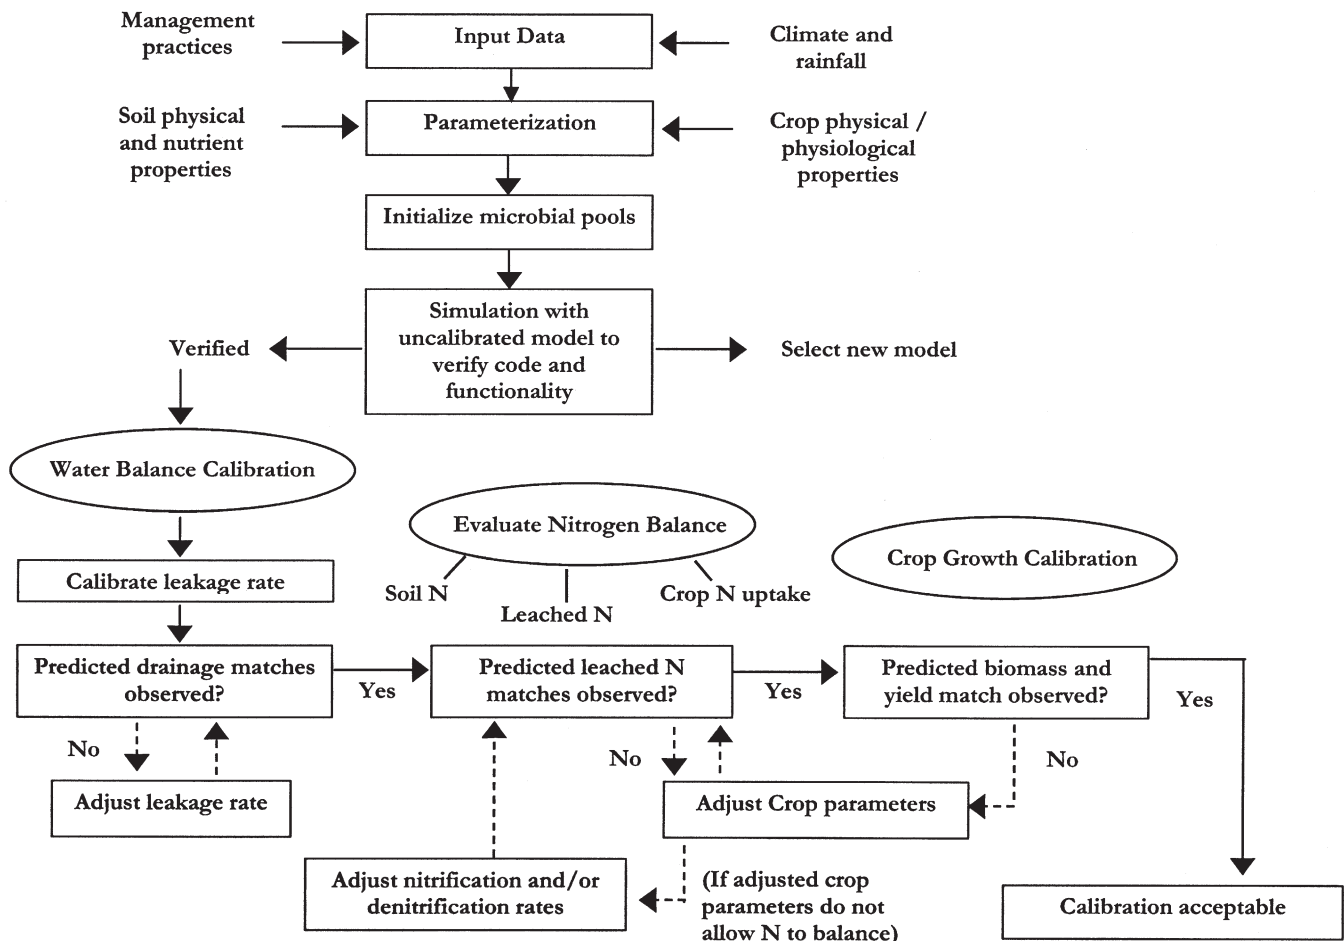 Management
practices
Input Data
Climate and
rainfall
Soil physical
and nutrient
properties
Parameterization
Crop physical /
physiological
properties
Initialize microbial pools
Simulation with
uncalibrated model to
verify code and
functionality
Verified
Select new model
Water Balance Calibration
Evaluate Nitrogen Balance
Crop Growth Calibration
Soil N
Leached N
Crop N uptake
Calibrate leakage rate
Predicted drainage matches
observed?
Yes
Predicted leached N
matches observed?
Yes
Predicted biomass and
yield match observed?
Yes
No
No
No
Adjust leakage rate
Adjust Crop parameters
Adjust nitrification and/or
denitrification rates
(If adjusted crop
parameters do not
allow N to balance)
Calibration acceptable